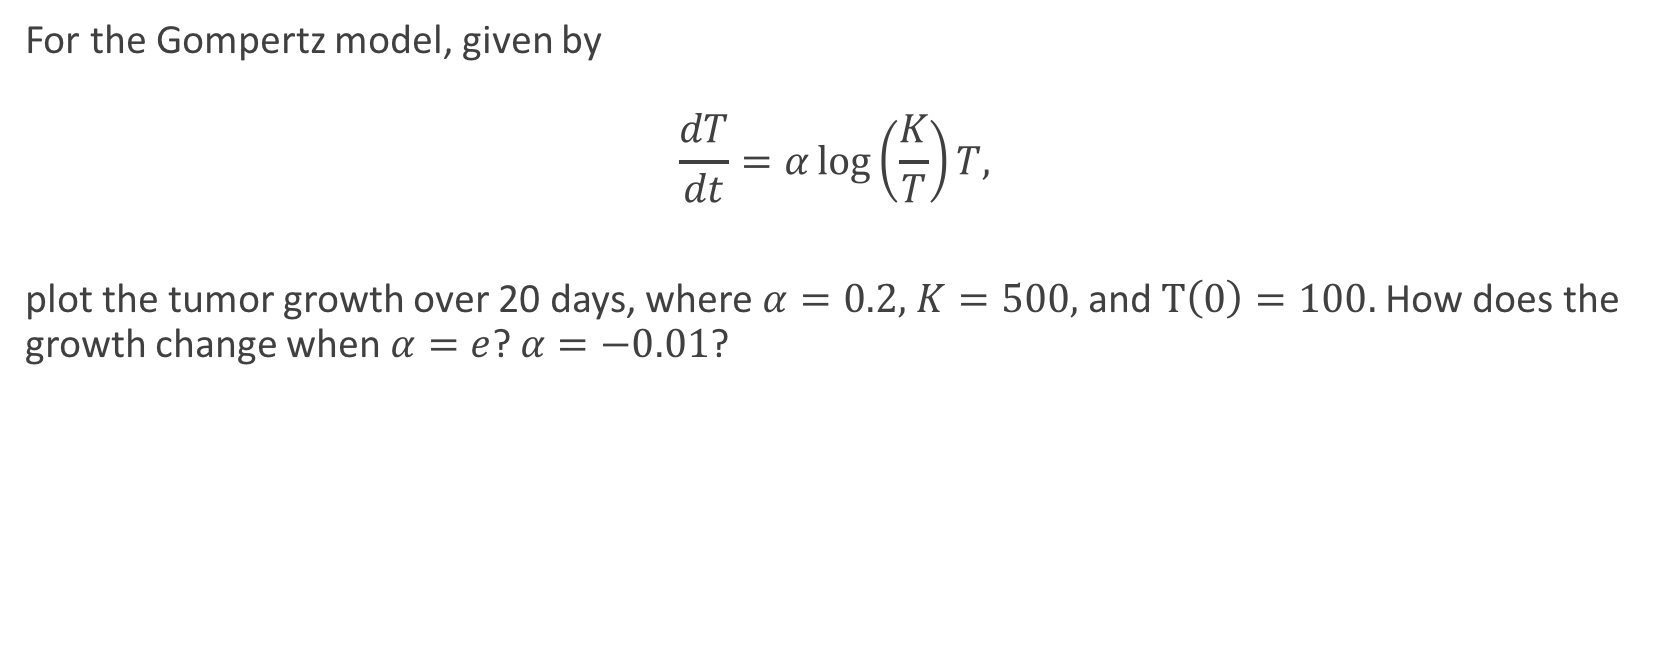 For the Gompertz model, given by
dT/dt = α log(K/T) T,
plot the tumor growth over 20 days, where α = 0.2, K = 500, and T(0) = 100. How does the
growth change when α = e? α = −0.01?